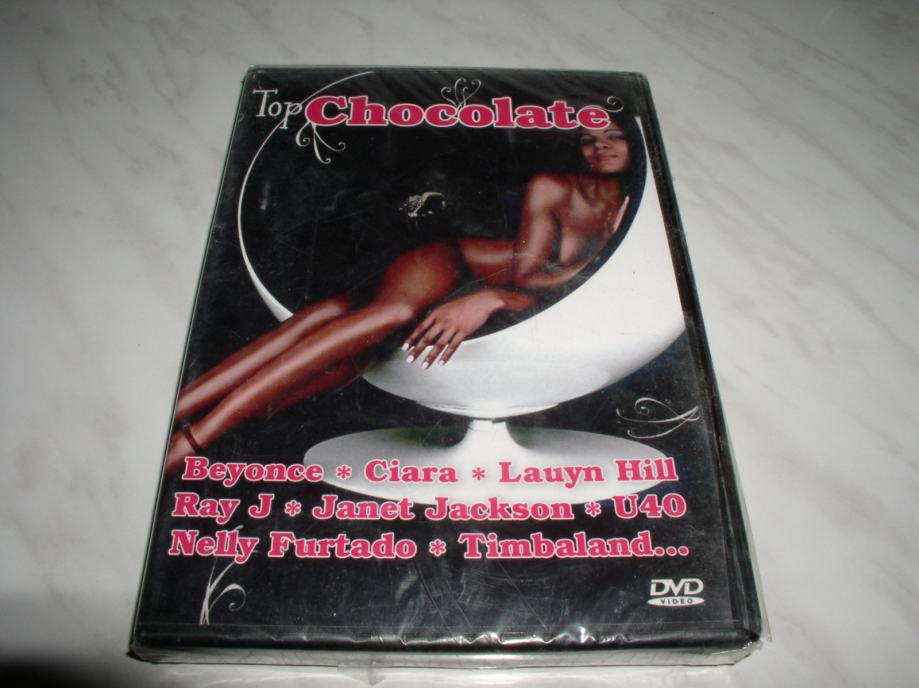 Top Chocolate
Beyonce * Ciara * Lauyn Hill
Ray J * Janet Jackson * U40
Nelly Furtado * Timbaland...
DVD
VIDEO